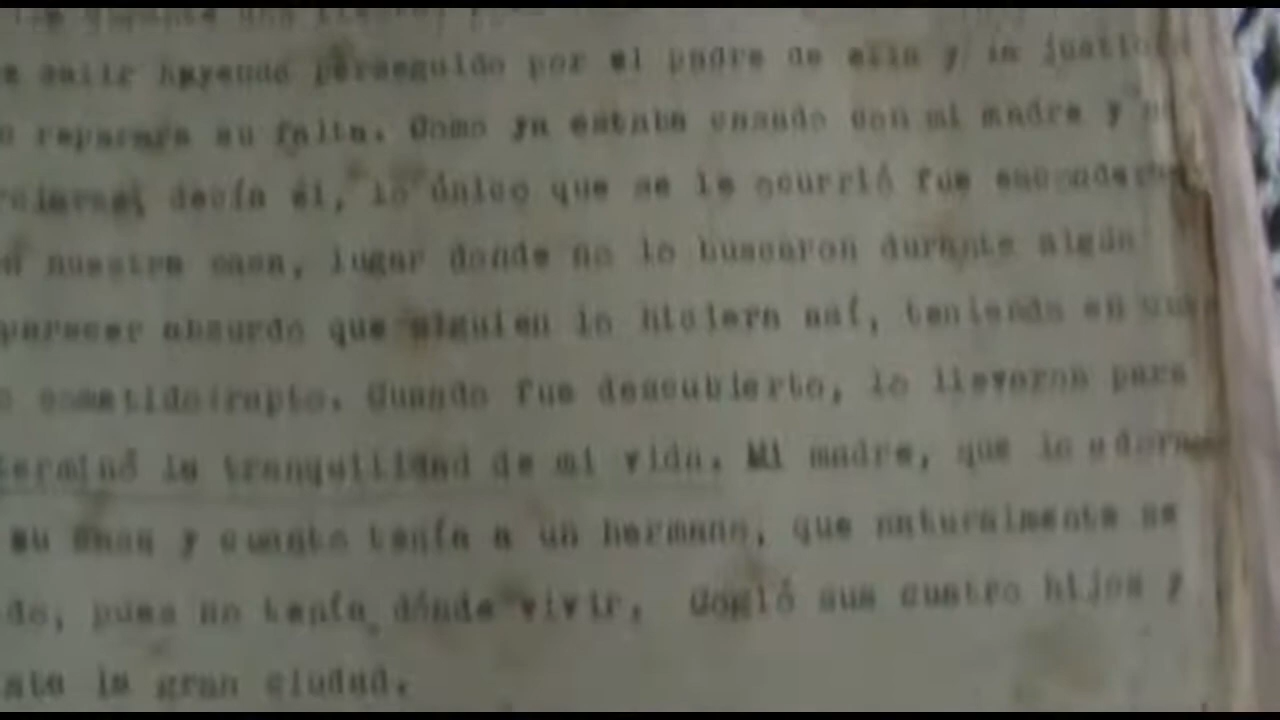 salir huyendo perseguido por el padre de ella y la justi
reparara su falta. Como ya estaba casado con mi madre y
decía él, lo único que se le ocurrió fue esconder
nuestra casa, lugar donde no lo buscaron durante algún
parecer absurdo que alguien lo hiciera así, teniendo en
cometido rapto. Cuando fue descubierto, lo llevaron para
terminó la tranquilidad de mi vida. Mi madre, que lo adora
su casa y cuanto tenía a un hermano, que naturalmente se
do, pues no tenía dónde vivir. Cogió sus cuatro hijos y
la gran ciudad.